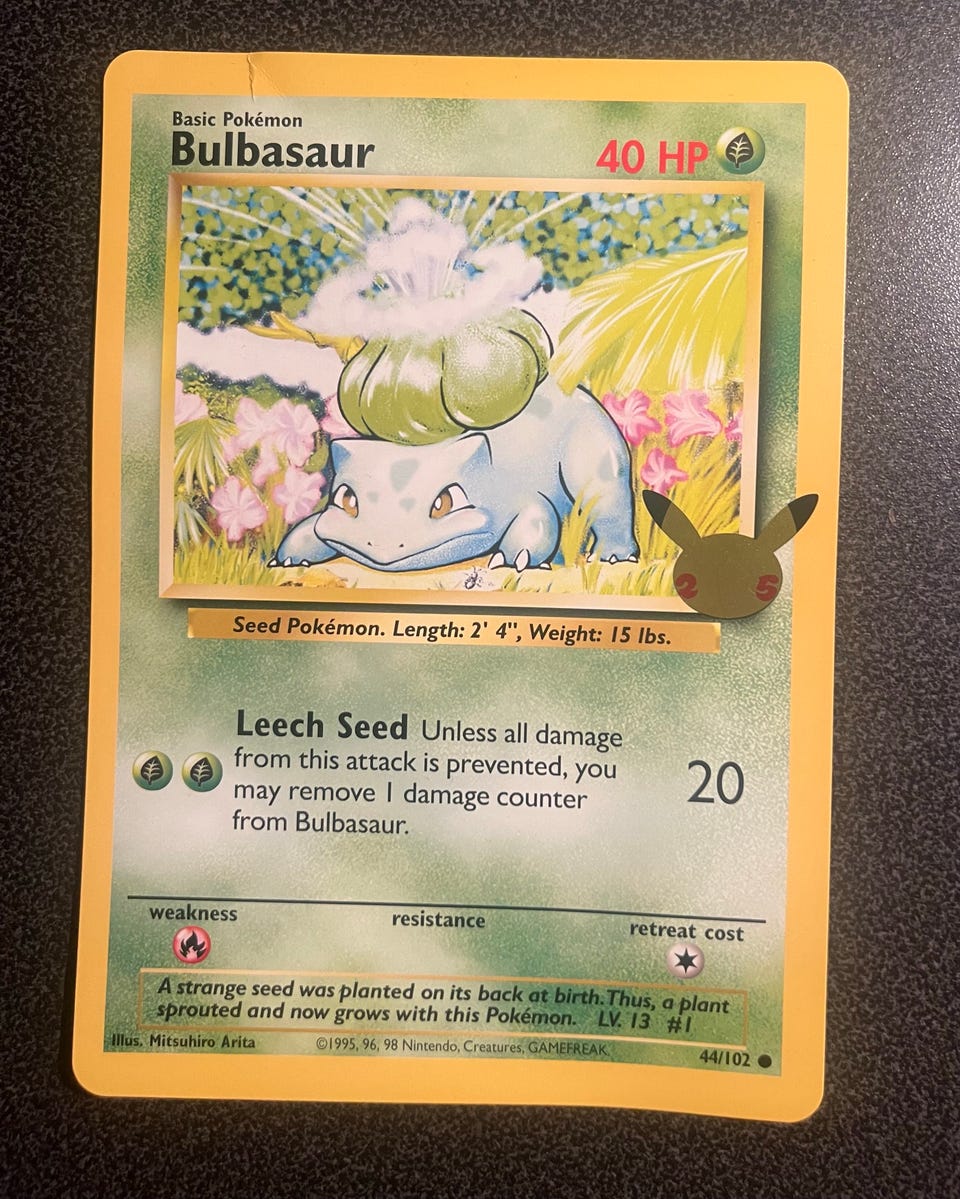 Basic Pokémon
Bulbasaur
40 HP
2 5
Seed Pokémon. Length: 2' 4", Weight: 15 lbs.
Leech Seed Unless all damage
from this attack is prevented, you
may remove 1 damage counter
from Bulbasaur.
20
weakness
resistance
retreat cost
A strange seed was planted on its back at birth. Thus, a plant
sprouted and now grows with this Pokémon. LV. 13 #1
Illus. Mitsuhiro Arita
©1995, 96, 98 Nintendo, Creatures, GAMEFREAK.
44/102